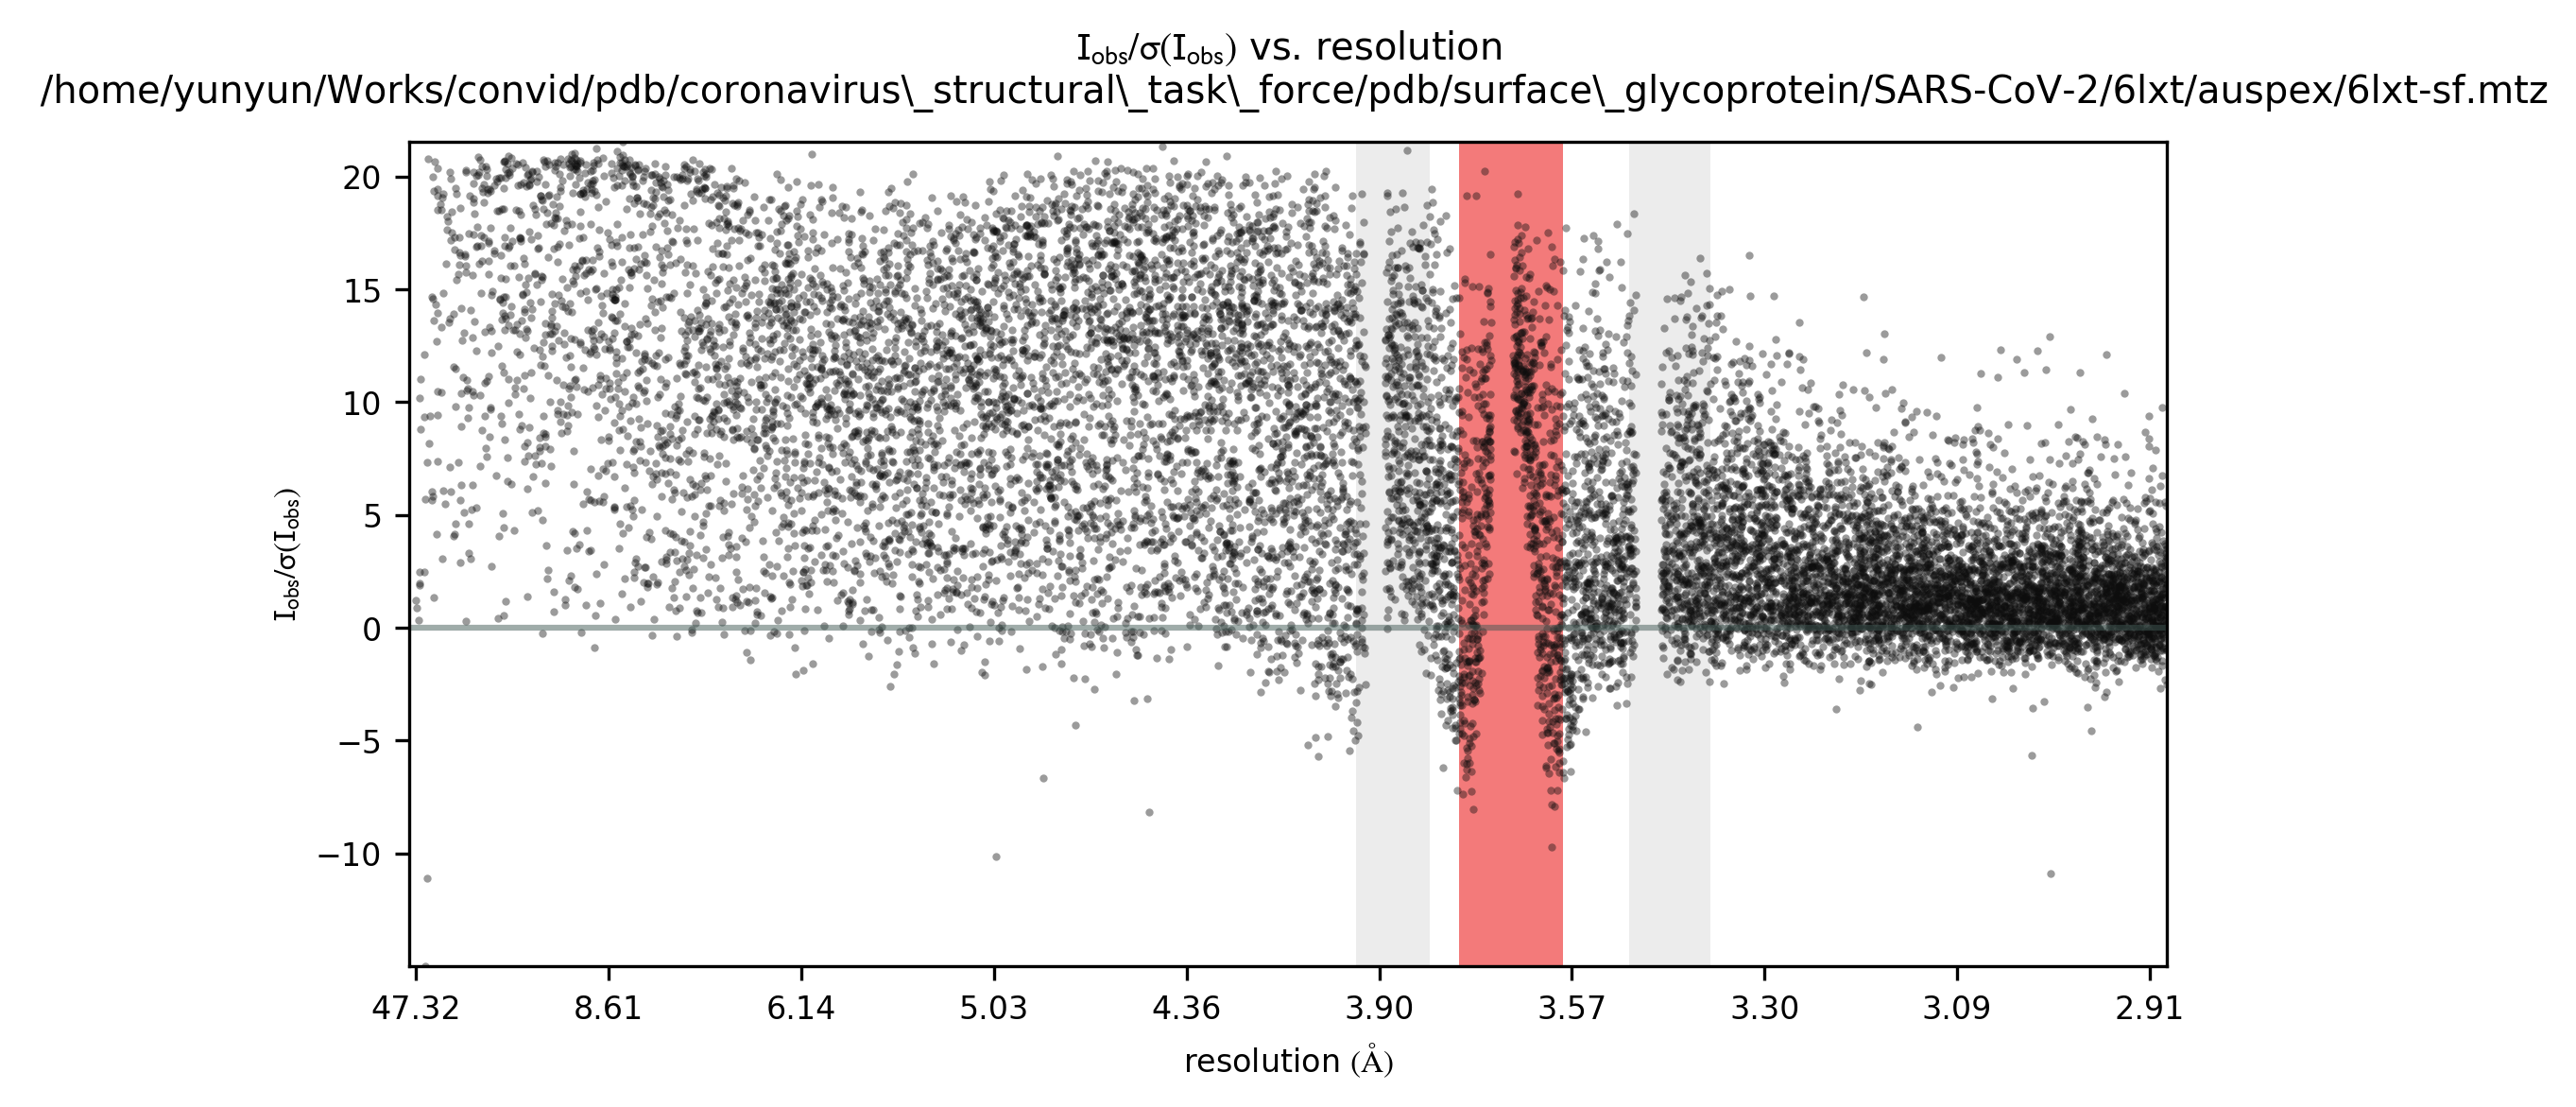 Iobs/σ(Iobs) vs. resolution
/home/yunyun/Works/convid/pdb/coronavirus\_structural\_task\_force/pdb/surface\_glycoprotein/SARS-CoV-2/6lxt/auspex/6lxt-sf.mtz
Iobs/σ(Iobs)
20
15
10
5
0
−5
−10
47.32 8.61 6.14 5.03 4.36 3.90 3.57 3.30 3.09 2.91
resolution (Å)